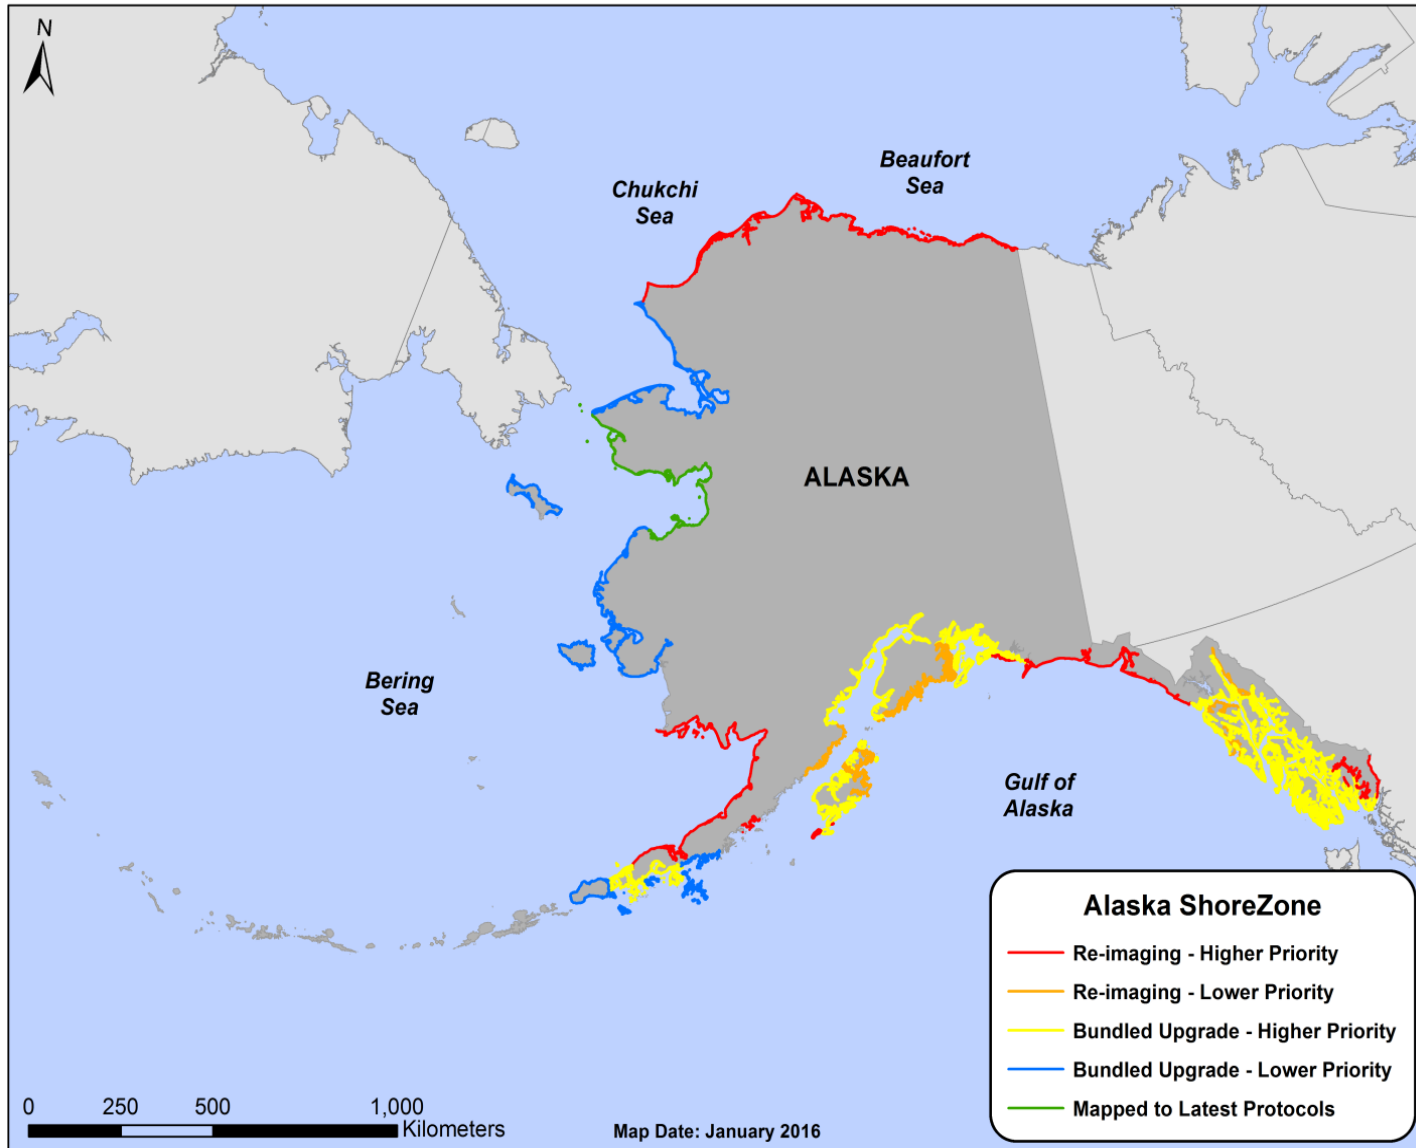 N
Beaufort
Sea
Chukchi
Sea
ALASKA
Bering
Sea
Gulf of
Alaska
Alaska ShoreZone
Re-imaging - Higher Priority
Re-imaging - Lower Priority
Bundled Upgrade - Higher Priority
Bundled Upgrade - Lower Priority
Mapped to Latest Protocols
0 250 500 1,000
Kilometers
Map Date: January 2016